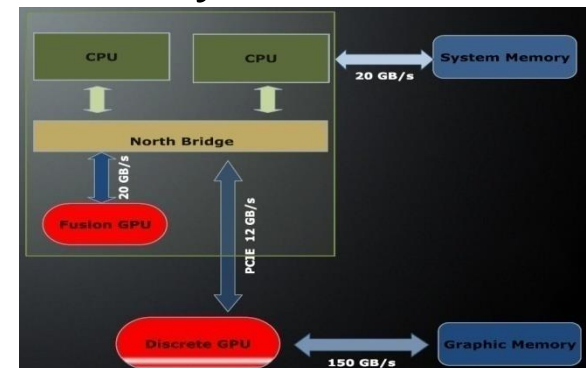 CPU
CPU
System Memory
20 GB/s
North Bridge
20 GB/s
Fusion GPU
PCIE 12 GB/s
Discrete GPU
Graphic Memory
150 GB/s